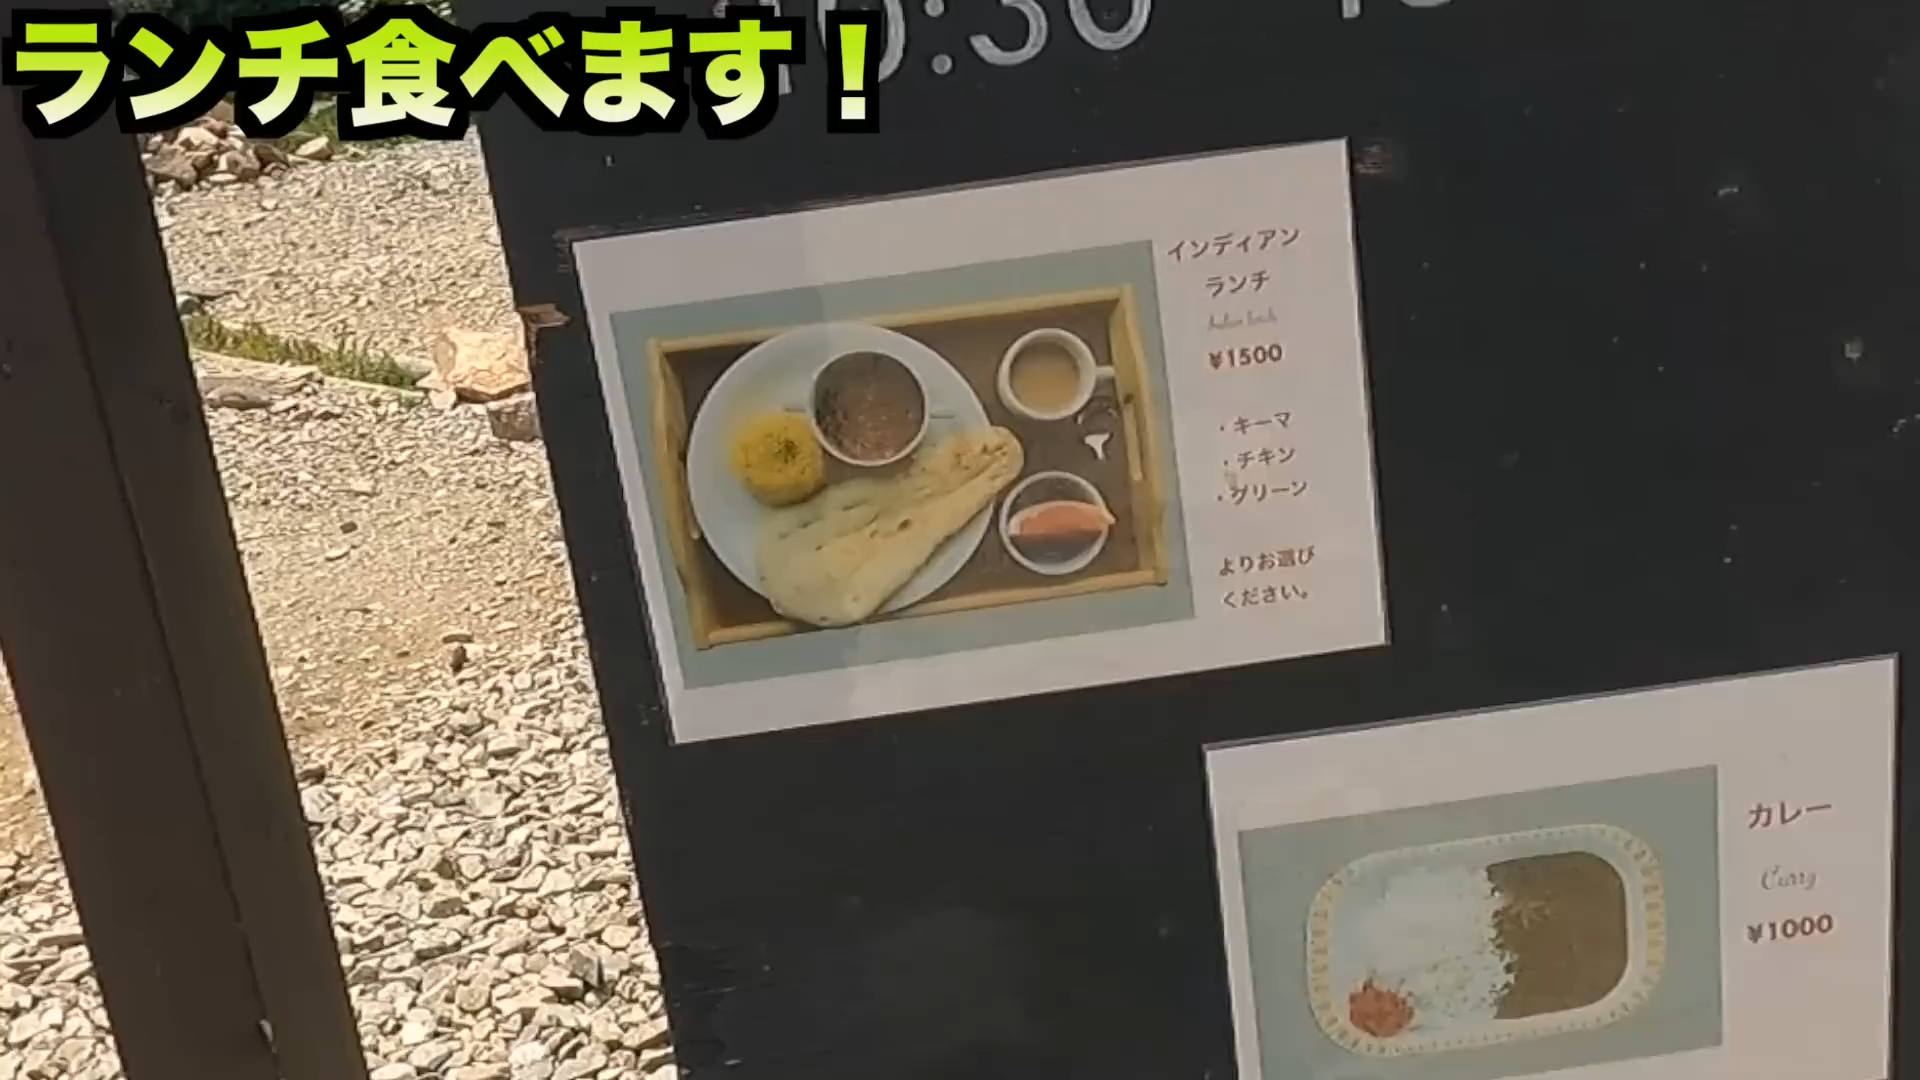 ランチ食べます！
10:30
インディアン
ランチ
¥1500
・キーマ
・チキン
・グリーン
よりお選び
ください。
カレー
Curry
¥1000